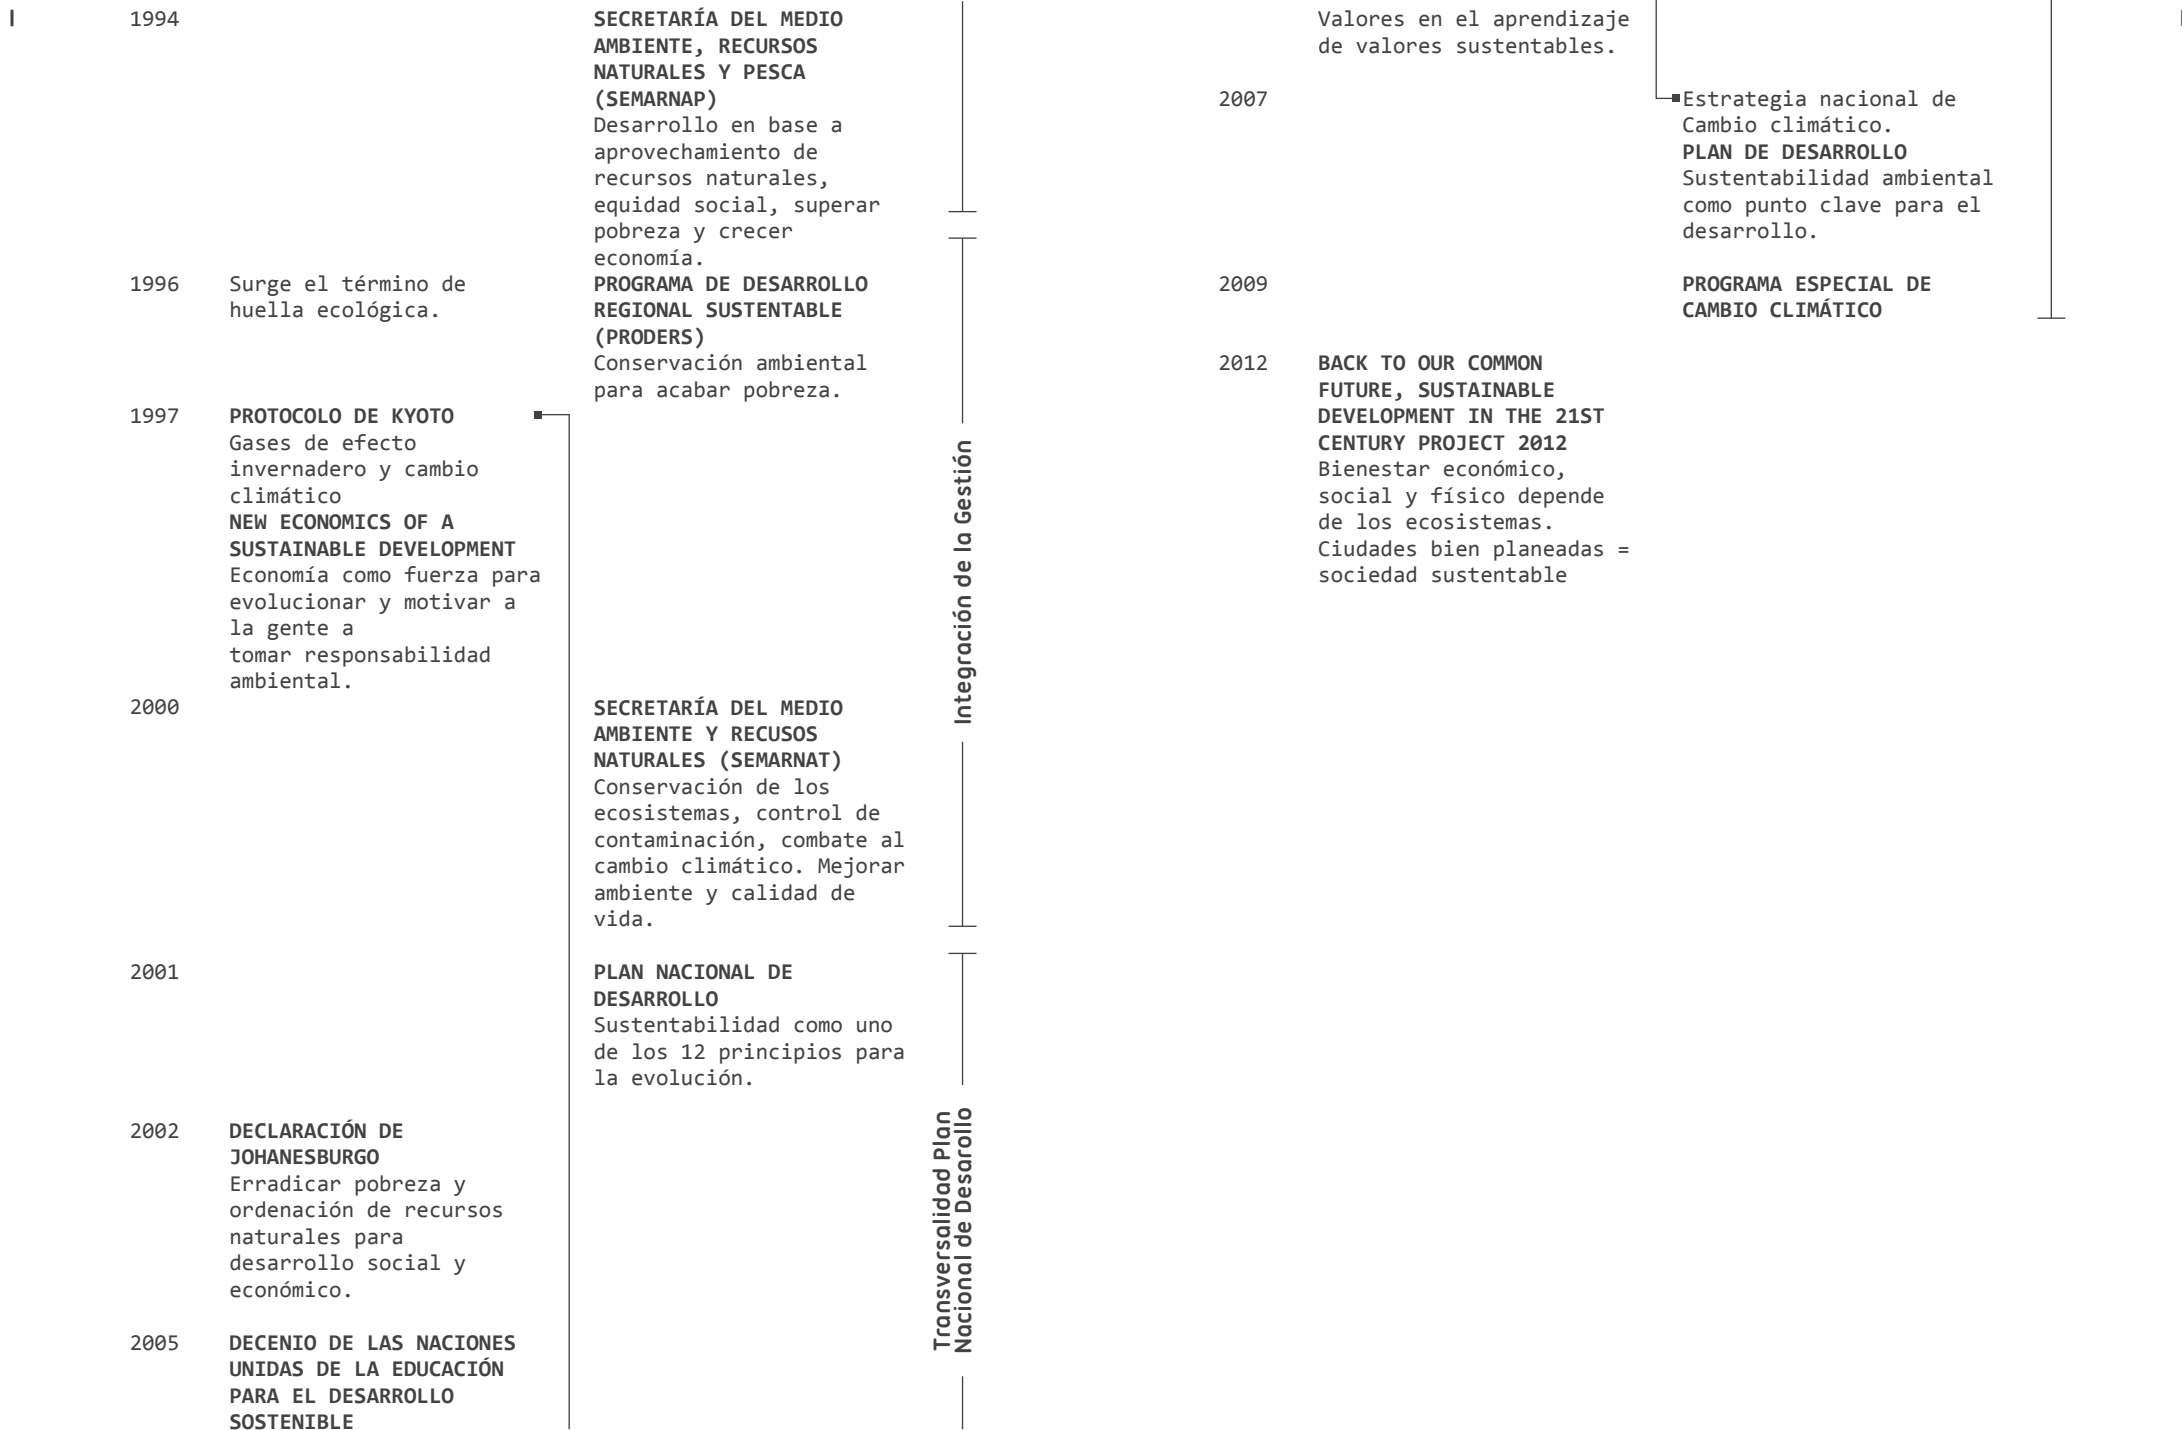 1994
SECRETARÍA DEL MEDIO
AMBIENTE, RECURSOS
NATURALES Y PESCA
(SEMARNAP)
Desarrollo en base a
aprovechamiento de
recursos naturales,
equidad social, superar
pobreza y crecer
economía.
1996
Surge el término de
huella ecológica.
PROGRAMA DE DESARROLLO
REGIONAL SUSTENTABLE
(PRODERS)
Conservación ambiental
para acabar pobreza.
1997
PROTOCOLO DE KYOTO
Gases de efecto
invernadero y cambio
climático
NEW ECONOMICS OF A
SUSTAINABLE DEVELOPMENT
Economía como fuerza para
evolucionar y motivar a
la gente a
tomar responsabilidad
ambiental.
Integración de la Gestión
2000
SECRETARÍA DEL MEDIO
AMBIENTE Y RECUSOS
NATURALES (SEMARNAT)
Conservación de los
ecosistemas, control de
contaminación, combate al
cambio climático. Mejorar
ambiente y calidad de
vida.
2001
PLAN NACIONAL DE
DESARROLLO
Sustentabilidad como uno
de los 12 principios para
la evolución.
2002
DECLARACIÓN DE
JOHANESBURGO
Erradicar pobreza y
ordenación de recursos
naturales para
desarrollo social y
económico.
Transversalidad Plan
Nacional de Desarollo
2005
DECENIO DE LAS NACIONES
UNIDAS DE LA EDUCACIÓN
PARA EL DESARROLLO
SOSTENIBLE
Valores en el aprendizaje
de valores sustentables.
2007
Estrategia nacional de
Cambio climático.
PLAN DE DESARROLLO
Sustentabilidad ambiental
como punto clave para el
desarrollo.
2009
PROGRAMA ESPECIAL DE
CAMBIO CLIMÁTICO
2012
BACK TO OUR COMMON
FUTURE, SUSTAINABLE
DEVELOPMENT IN THE 21ST
CENTURY PROJECT 2012
Bienestar económico,
social y físico depende
de los ecosistemas.
Ciudades bien planeadas =
sociedad sustentable